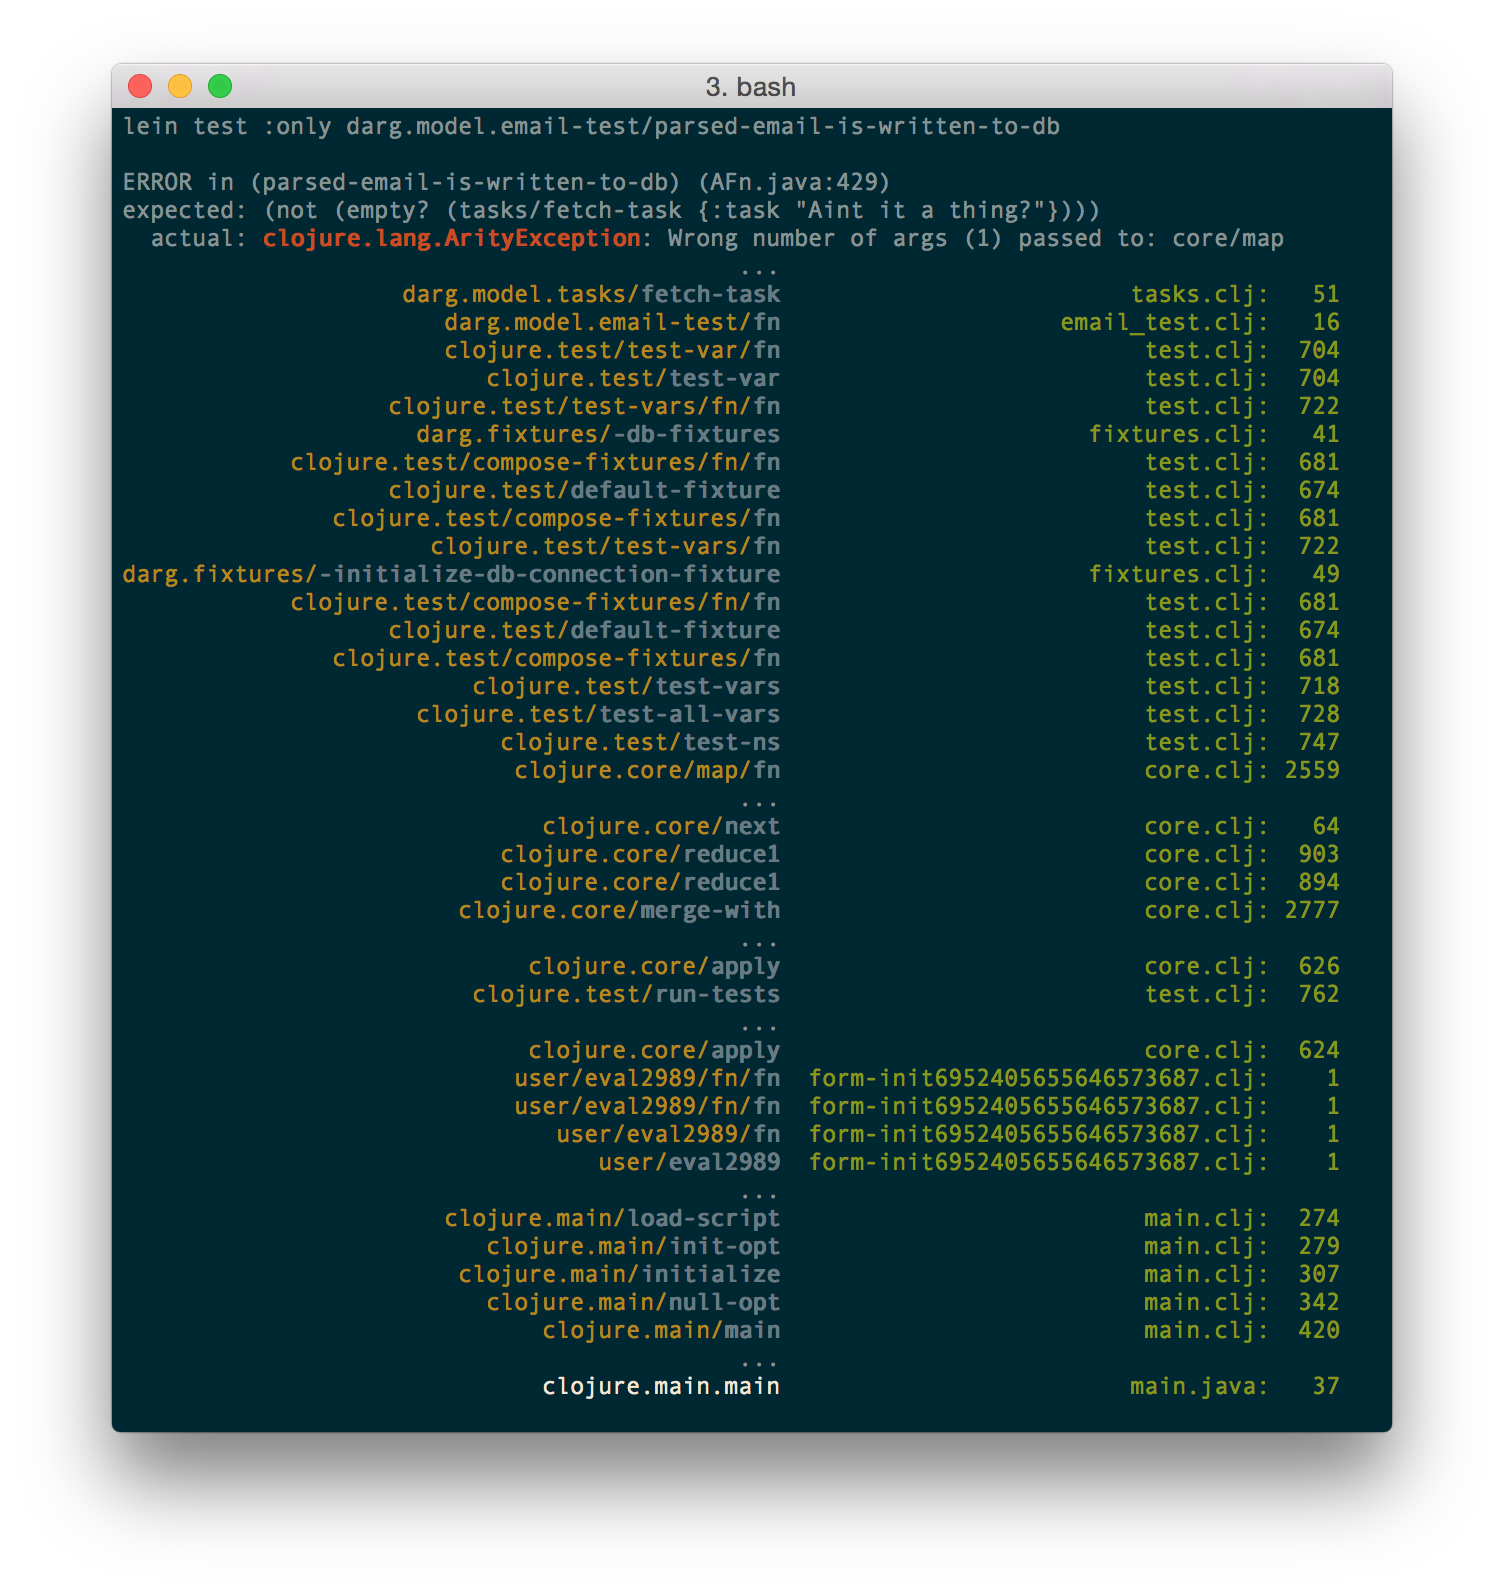 3. bash
lein test :only darg.model.email-test/parsed-email-is-written-to-db
ERROR in (parsed-email-is-written-to-db) (AFn.java:429)
expected: (not (empty? (tasks/fetch-task {:task "Aint it a thing?"})))
actual: clojure.lang.ArityException: Wrong number of args (1) passed to: core/map
...
darg.model.tasks/fetch-task tasks.clj: 51
darg.model.email-test/fn email_test.clj: 16
clojure.test/test-var/fn test.clj: 704
clojure.test/test-var test.clj: 704
clojure.test/test-vars/fn/fn test.clj: 722
darg.fixtures/-db-fixtures fixtures.clj: 41
clojure.test/compose-fixtures/fn/fn test.clj: 681
clojure.test/default-fixture test.clj: 674
clojure.test/compose-fixtures/fn test.clj: 681
clojure.test/test-vars/fn test.clj: 722
darg.fixtures/-initialize-db-connection-fixture fixtures.clj: 49
clojure.test/compose-fixtures/fn/fn test.clj: 681
clojure.test/default-fixture test.clj: 674
clojure.test/compose-fixtures/fn test.clj: 681
clojure.test/test-vars test.clj: 718
clojure.test/test-all-vars test.clj: 728
clojure.test/test-ns test.clj: 747
clojure.core/map/fn core.clj: 2559
...
clojure.core/next core.clj: 64
clojure.core/reduce1 core.clj: 903
clojure.core/reduce1 core.clj: 894
clojure.core/merge-with core.clj: 2777
...
clojure.core/apply core.clj: 626
clojure.test/run-tests test.clj: 762
...
clojure.core/apply core.clj: 624
user/eval2989/fn/fn form-init6952405655646573687.clj: 1
user/eval2989/fn/fn form-init6952405655646573687.clj: 1
user/eval2989/fn form-init6952405655646573687.clj: 1
user/eval2989 form-init6952405655646573687.clj: 1
...
clojure.main/load-script main.clj: 274
clojure.main/init-opt main.clj: 279
clojure.main/initialize main.clj: 307
clojure.main/null-opt main.clj: 342
clojure.main/main main.clj: 420
...
clojure.main.main main.java: 37